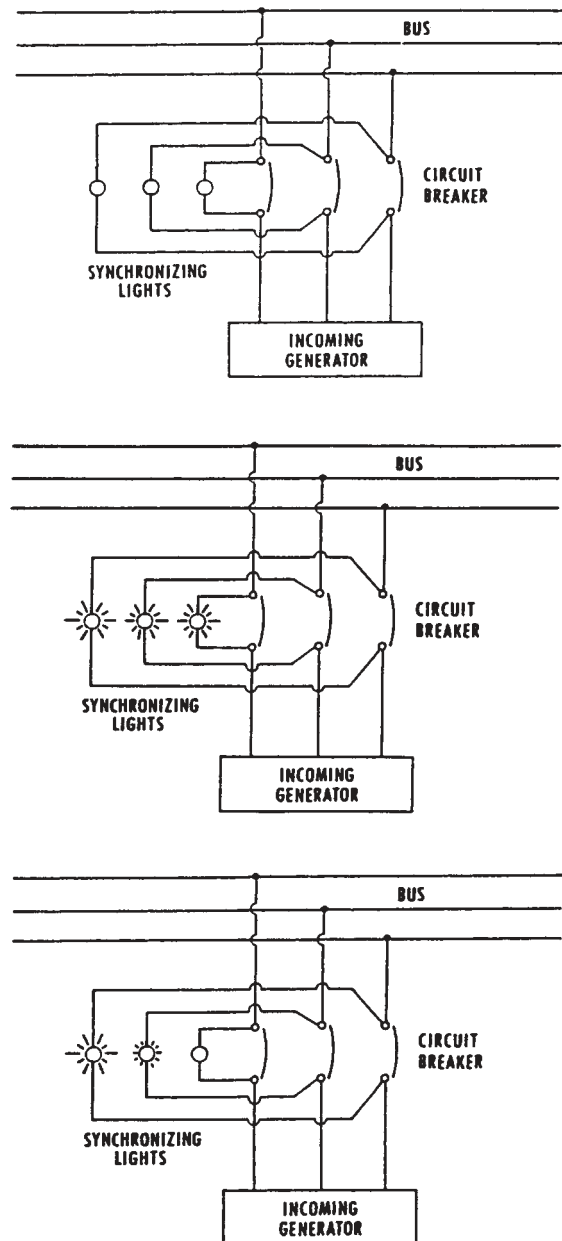 BUS
CIRCUIT
BREAKER
SYNCHRONIZING
LIGHTS
INCOMING
GENERATOR
BUS
CIRCUIT
BREAKER
SYNCHRONIZING
LIGHTS
INCOMING
GENERATOR
BUS
CIRCUIT
BREAKER
SYNCHRONIZING
LIGHTS
INCOMING
GENERATOR